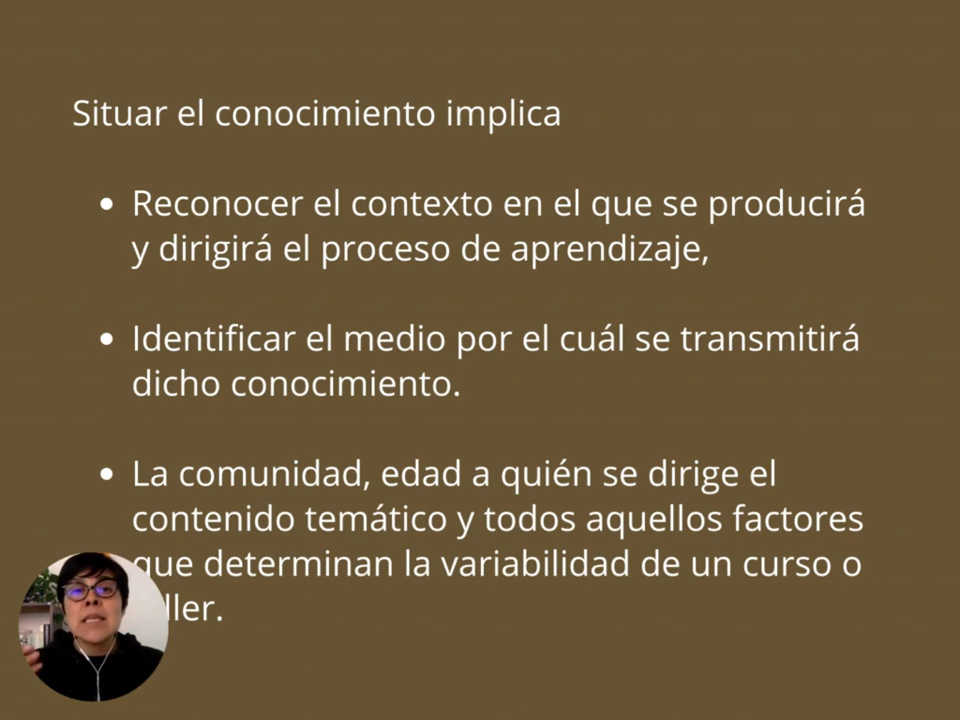 Situar el conocimiento implica
• Reconocer el contexto en el que se producirá
y dirigirá el proceso de aprendizaje,
• Identificar el medio por el cuál se transmitirá
dicho conocimiento.
• La comunidad, edad a quién se dirige el
contenido temático y todos aquellos factores
que determinan la variabilidad de un curso o